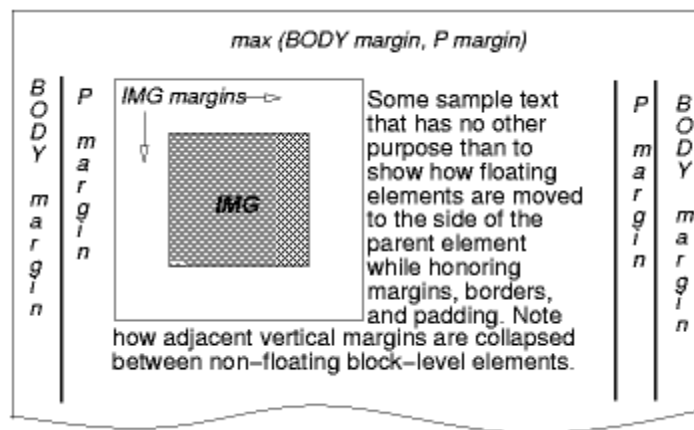 max (BODY margin, P margin)
BODY margin
P margin
IMG margins
IMG
Some sample text
that has no other
purpose than to
show how floating
elements are moved
to the side of the
parent element
while honoring
margins, borders,
and padding. Note
how adjacent vertical margins are collapsed
between non–floating block–level elements.
P margin
BODY margin